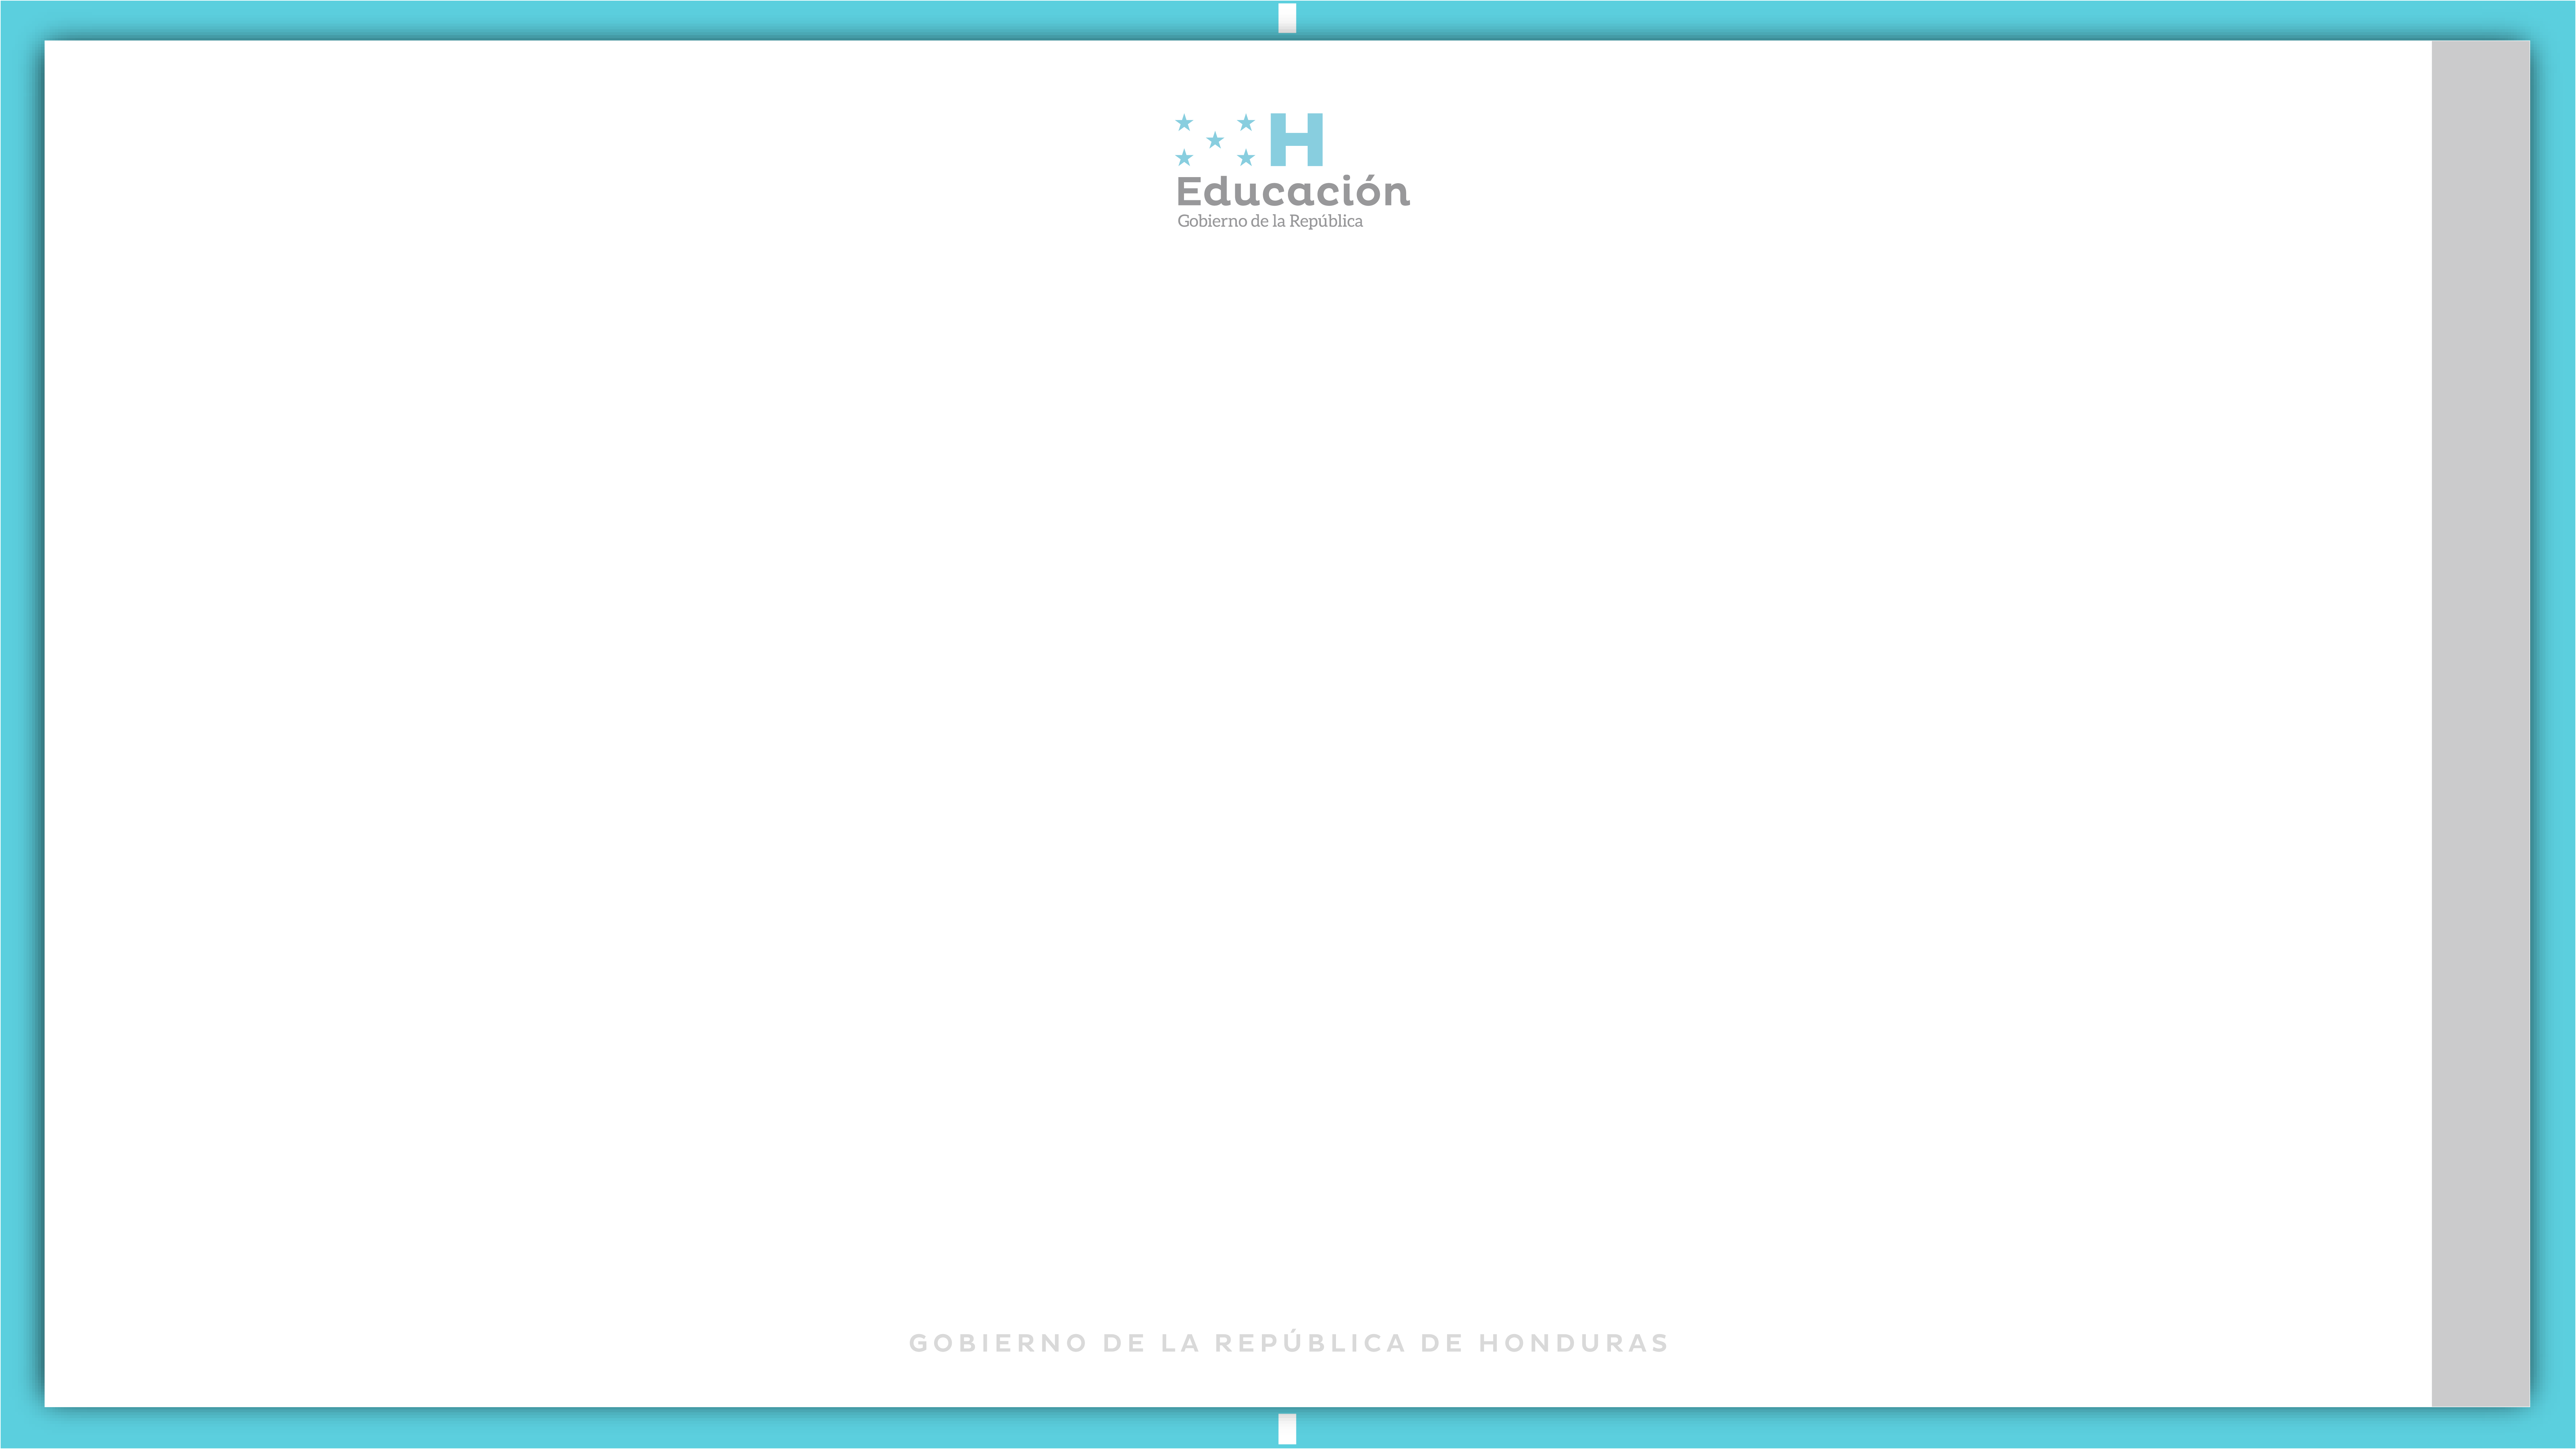 H
Educación
Gobierno de la República
GOBIERNO DE LA REPÚBLICA DE HONDURAS